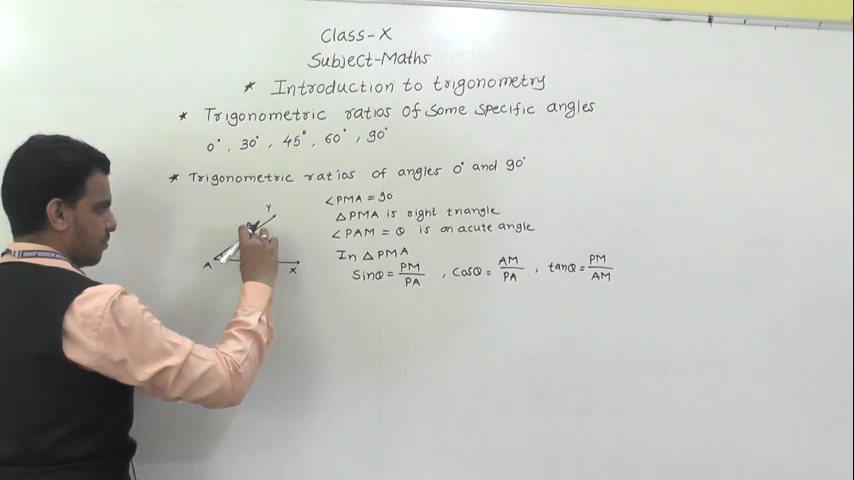 Class-X
Subject-Maths
* Introduction to trigonometry
* Trigonometric ratios of some specific angles
0°, 30°, 45°, 60°, 90°
* Trigonometric ratios of angles 0° and 90°
∠PMA = 90°
△PMA is right triangle
∠PAM = θ is an acute angle
In △PMA
Sinθ = PM/PA , Cosθ = AM/PA , tanθ = PM/AM
Y
A
X